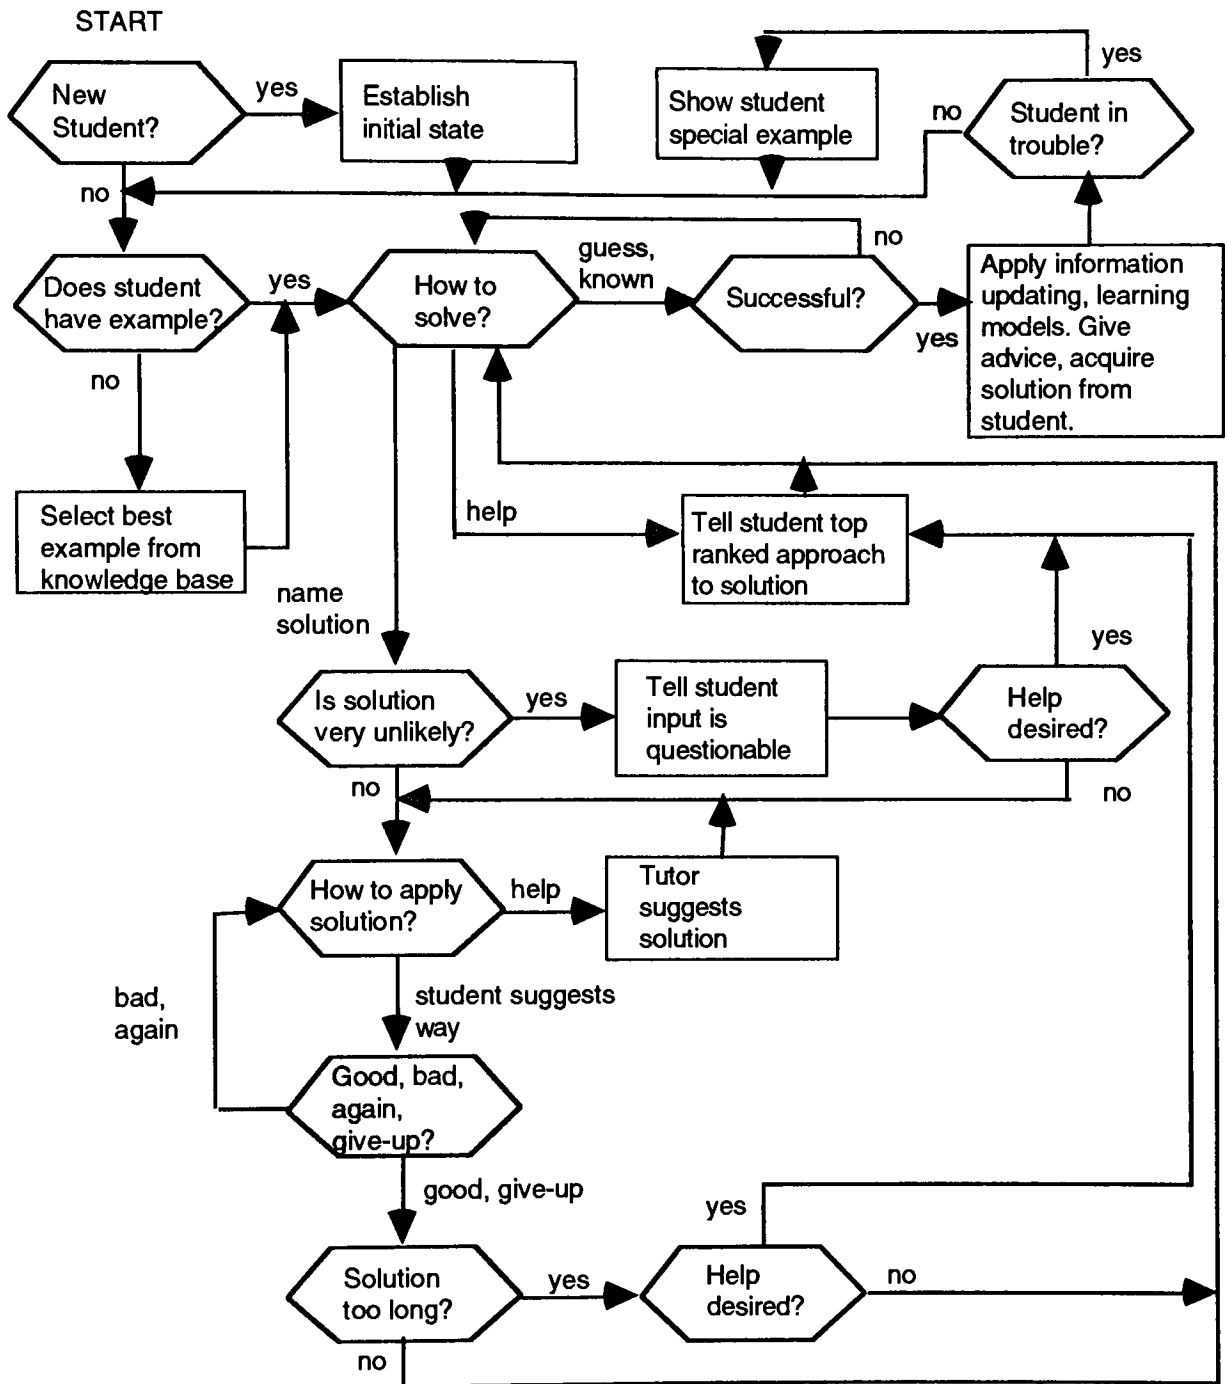 START
New
Student?
yes
Establish
initial state
Show student
special example
yes
no
Student in
trouble?
no
Does student
have example?
yes
How to
solve?
guess,
known
no
Successful?
yes
Apply information
updating, learning
models. Give
advice, acquire
solution from
student.
no
Select best
example from
knowledge base
help
Tell student top
ranked approach
to solution
name
solution
yes
Is solution
very unlikely?
yes
Tell student
input is
questionable
Help
desired?
no
no
How to apply
solution?
help
Tutor
suggests
solution
bad,
again
student suggests
way
Good, bad,
again,
give-up?
good, give-up
yes
Solution
too long?
yes
Help
desired?
no
no